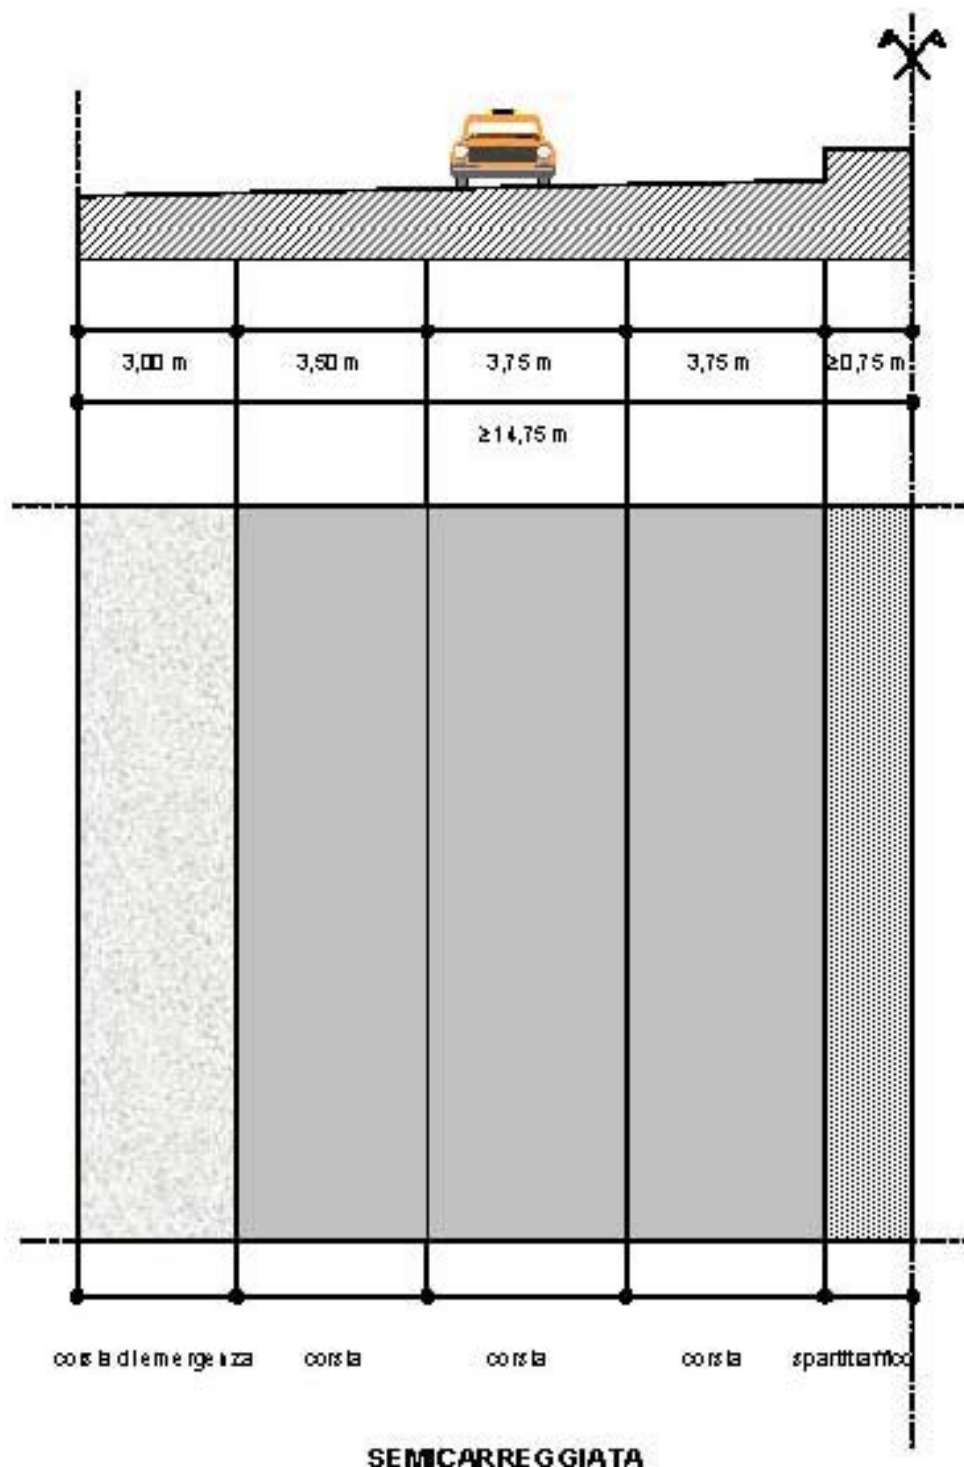 3,00 m 3,50 m 3,75 m 3,75 m ≥0,75 m
≥14,75 m
corsia di emergenza corsia corsia corsia spartitraffico
SEMICARREGGIATA